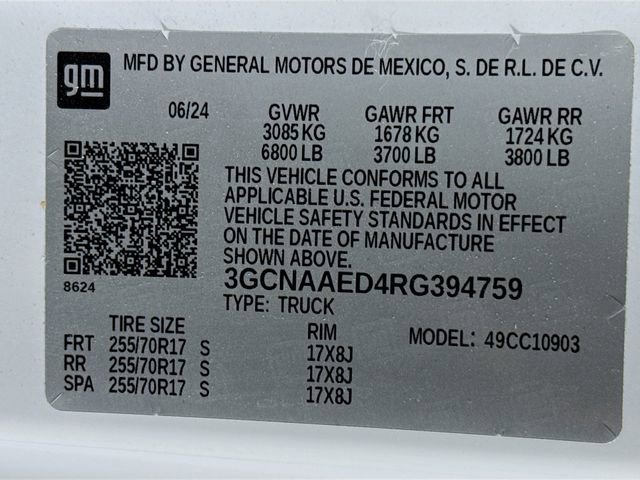 gm
MFD BY GENERAL MOTORS DE MEXICO, S. DE R.L. DE C.V.
06/24 GVWR GAWR FRT GAWR RR
3085 KG 1678 KG 1724 KG
6800 LB 3700 LB 3800 LB
THIS VEHICLE CONFORMS TO ALL
APPLICABLE U.S. FEDERAL MOTOR
VEHICLE SAFETY STANDARDS IN EFFECT
ON THE DATE OF MANUFACTURE
SHOWN ABOVE.
8624
3GCNAAED4RG394759
TYPE: TRUCK
TIRE SIZE RIM MODEL: 49CC10903
FRT 255/70R17 S 17X8J
RR 255/70R17 S 17X8J
SPA 255/70R17 S 17X8J